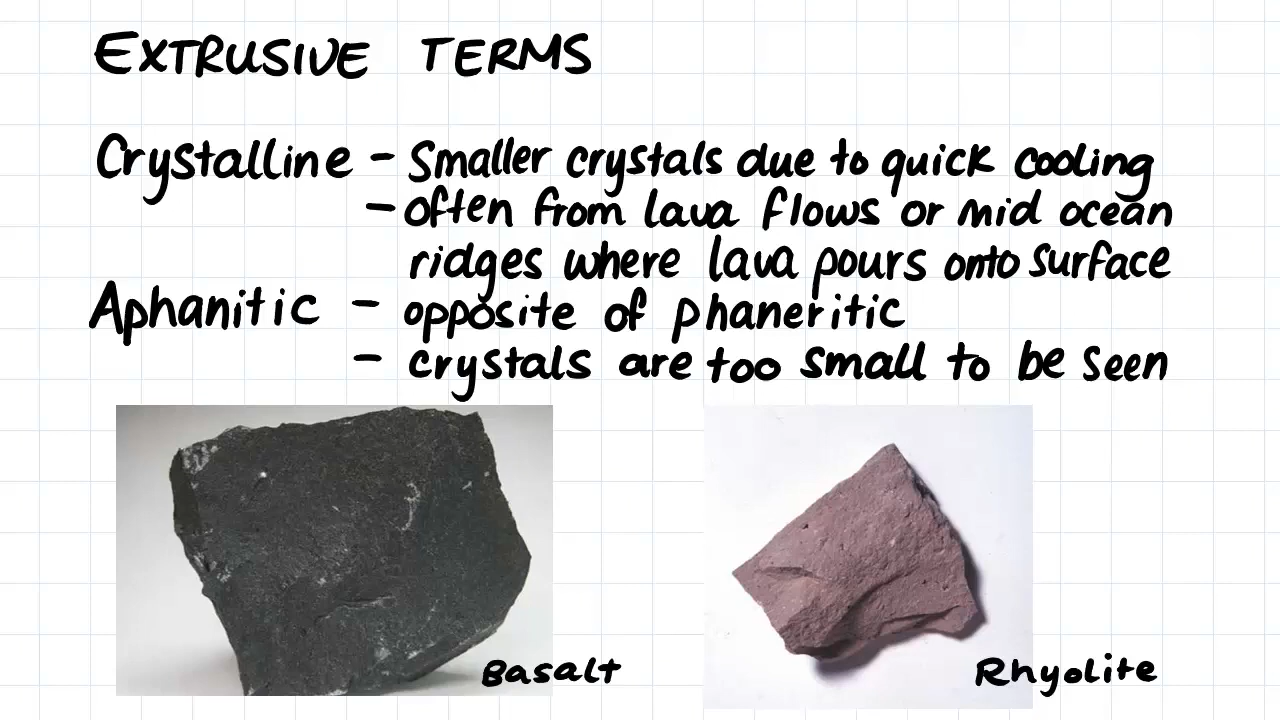 EXTRUSIVE TERMS
Crystalline - Smaller crystals due to quick cooling
- often from lava flows or mid ocean
ridges where lava pours onto surface
Aphanitic - opposite of phaneritic
- crystals are too small to be seen
Basalt
Rhyolite